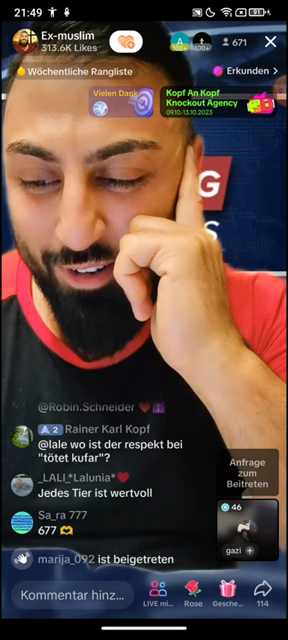 21:49
91
Ex-muslim
313.6K Likes
100+
1100+
671
Wöchentliche Rangliste
Erkunden >
Vielen Dank
Kopf An Kopf
Knockout Agency
09.10-13.10.2023
G
S
@Robin.Schneider ❤️✝️
2 Rainer Karl Kopf
@lale wo ist der respekt bei
"tötet kufar"?
_LALI_*Lalunia*❤️
Jedes Tier ist wertvoll
Sa_ra 777
677 🫶
marija_092 ist beigetreten
Anfrage
zum
Beitreten
46
gazi +
Kommentar hinz...
LIVE mi...
Rose
Gesche...
114